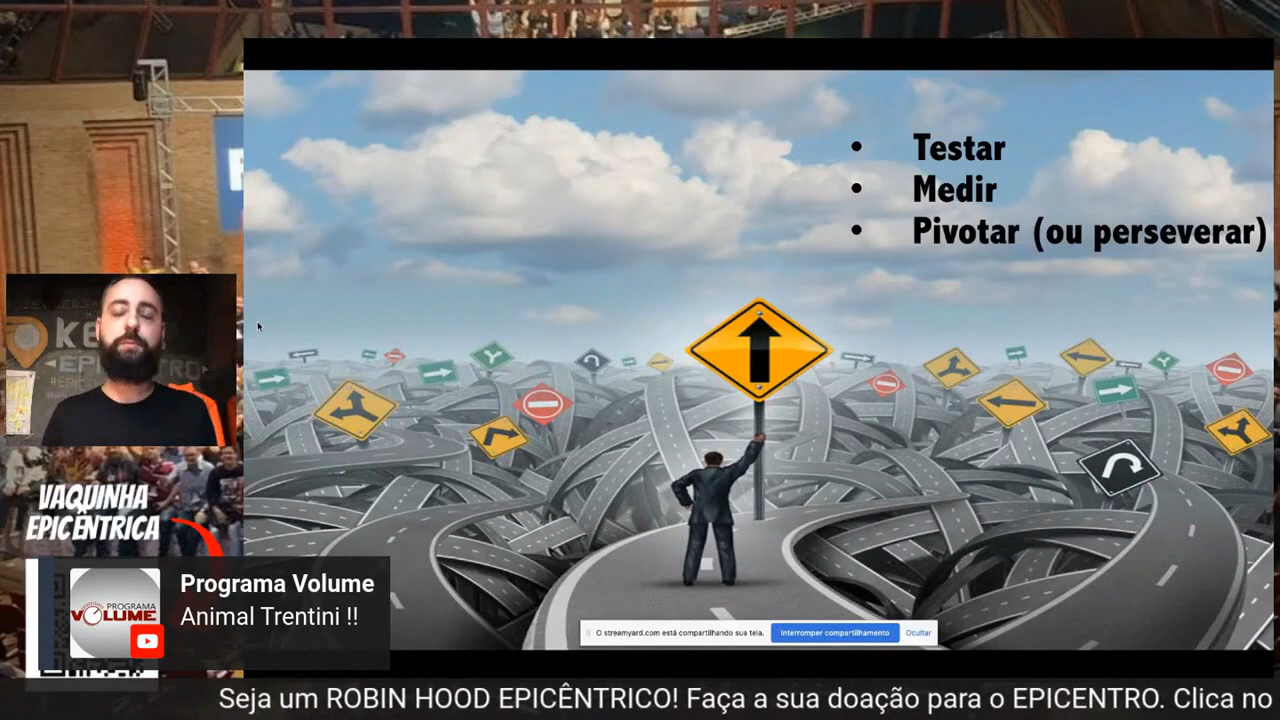 • Testar
• Medir
• Pivotar (ou perseverar)
EPICENTRO
VAQUINHA
EPICÊNTRICA
PROGRAMA
VOLUME
Programa Volume
Animal Trentini !!
O streamyard.com está compartilhando sua tela.
Interromper compartilhamento
Ocultar
Seja um ROBIN HOOD EPICÊNTRICO! Faça a sua doação para o EPICENTRO. Clica no